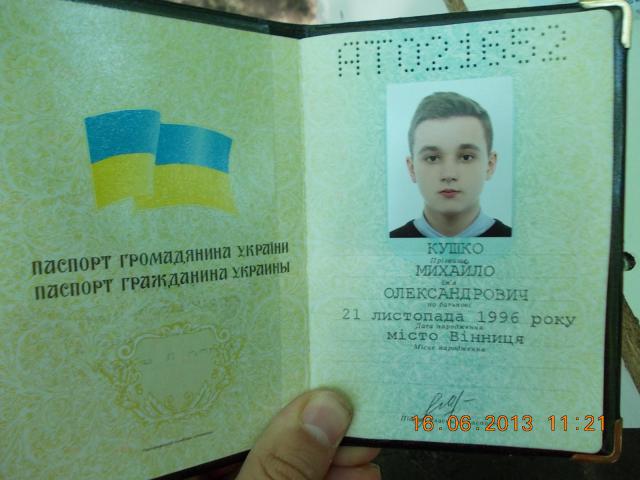 ПАСПОРТ ГРОМАДЯНИНА УКРАЇНИ
ПАСПОРТ ГРАЖДАНИНА УКРАИНЫ
АТ021652
КУШКО
Прізвище
МИХАЙЛО
Ім'я
ОЛЕКСАНДРОВИЧ
по батькові
21 листопада 1996 року
Дата народження
місто Вінниця
Місце народження
16.06.2013 11:21